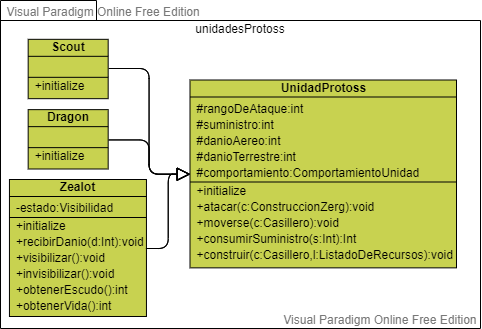 Visual Paradigm Online Free Edition
unidadesProtoss
Scout
+initialize
Dragon
+initialize
Zealot
-estado:Visibilidad
+initialize
+recibirDanio(d:Int):void
+visibilizar():void
+invisibilizar():void
+obtenerEscudo():int
+obtenerVida():int
UnidadProtoss
#rangoDeAtaque:int
#suministro:int
#danioAereo:int
#danioTerrestre:int
#comportamiento:ComportamientoUnidad
+initialize
+atacar(c:ConstruccionZerg):void
+moverse(c:Casillero):void
+consumirSuministro(s:Int):Int
+construir(c:Casillero,l:ListadoDeRecursos):void
Visual Paradigm Online Free Edition